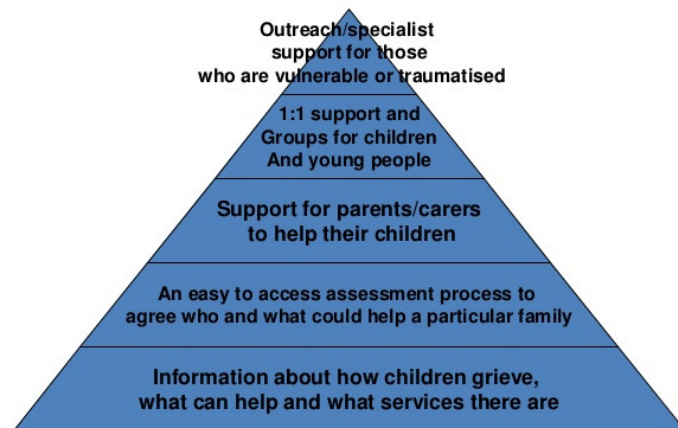 Outreach/specialist
support for those
who are vulnerable or traumatised
1:1 support and
Groups for children
And young people
Support for parents/carers
to help their children
An easy to access assessment process to
agree who and what could help a particular family
Information about how children grieve,
what can help and what services there are